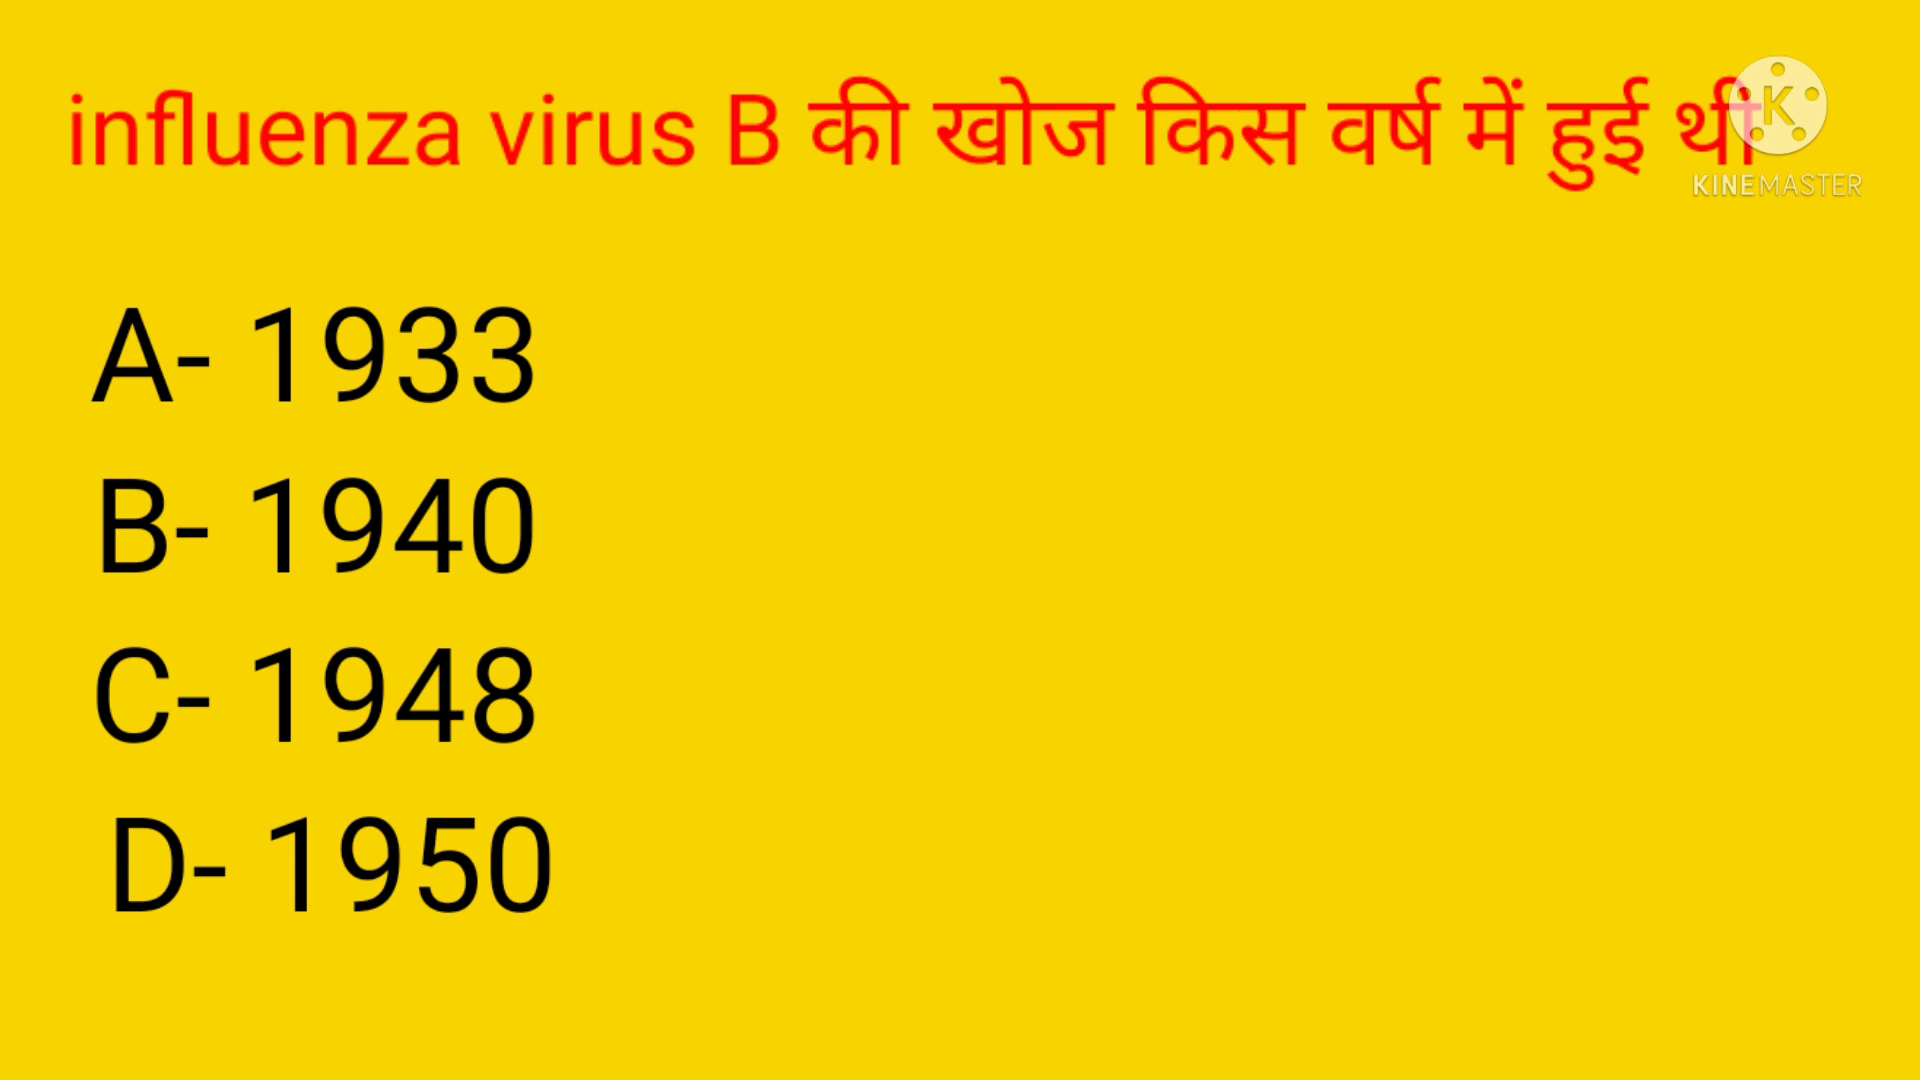 influenza virus B की खोज किस वर्ष में हुई थी
K
KINEMASTER
A- 1933
B- 1940
C- 1948
D- 1950